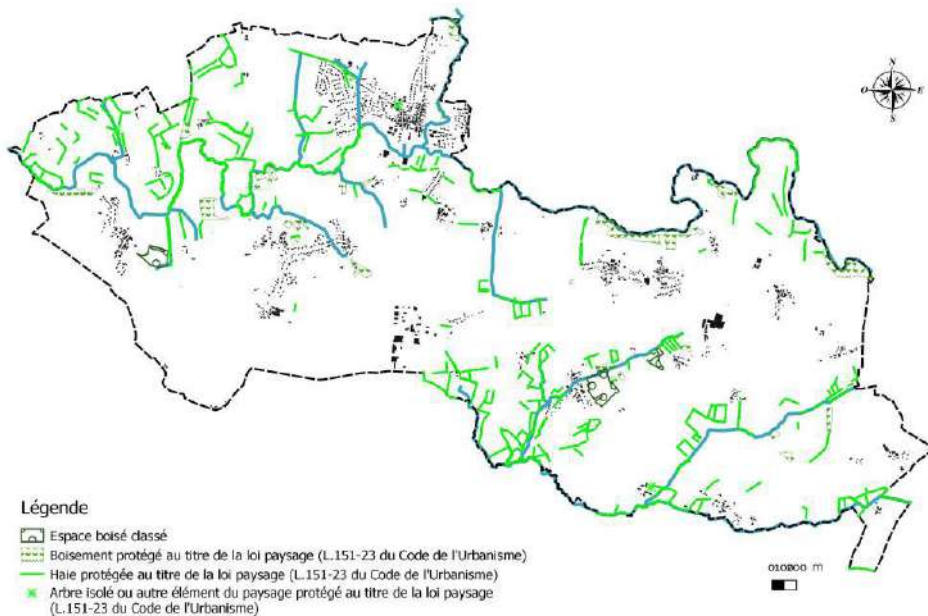 N
O
E
S
Légende
Espace boisé classé
Boisement protégé au titre de la loi paysage (L.151-23 du Code de l'Urbanisme)
Haie protégée au titre de la loi paysage (L.151-23 du Code de l'Urbanisme)
Arbre isolé ou autre élément du paysage protégé au titre de la loi paysage
(L.151-23 du Code de l'Urbanisme)
m